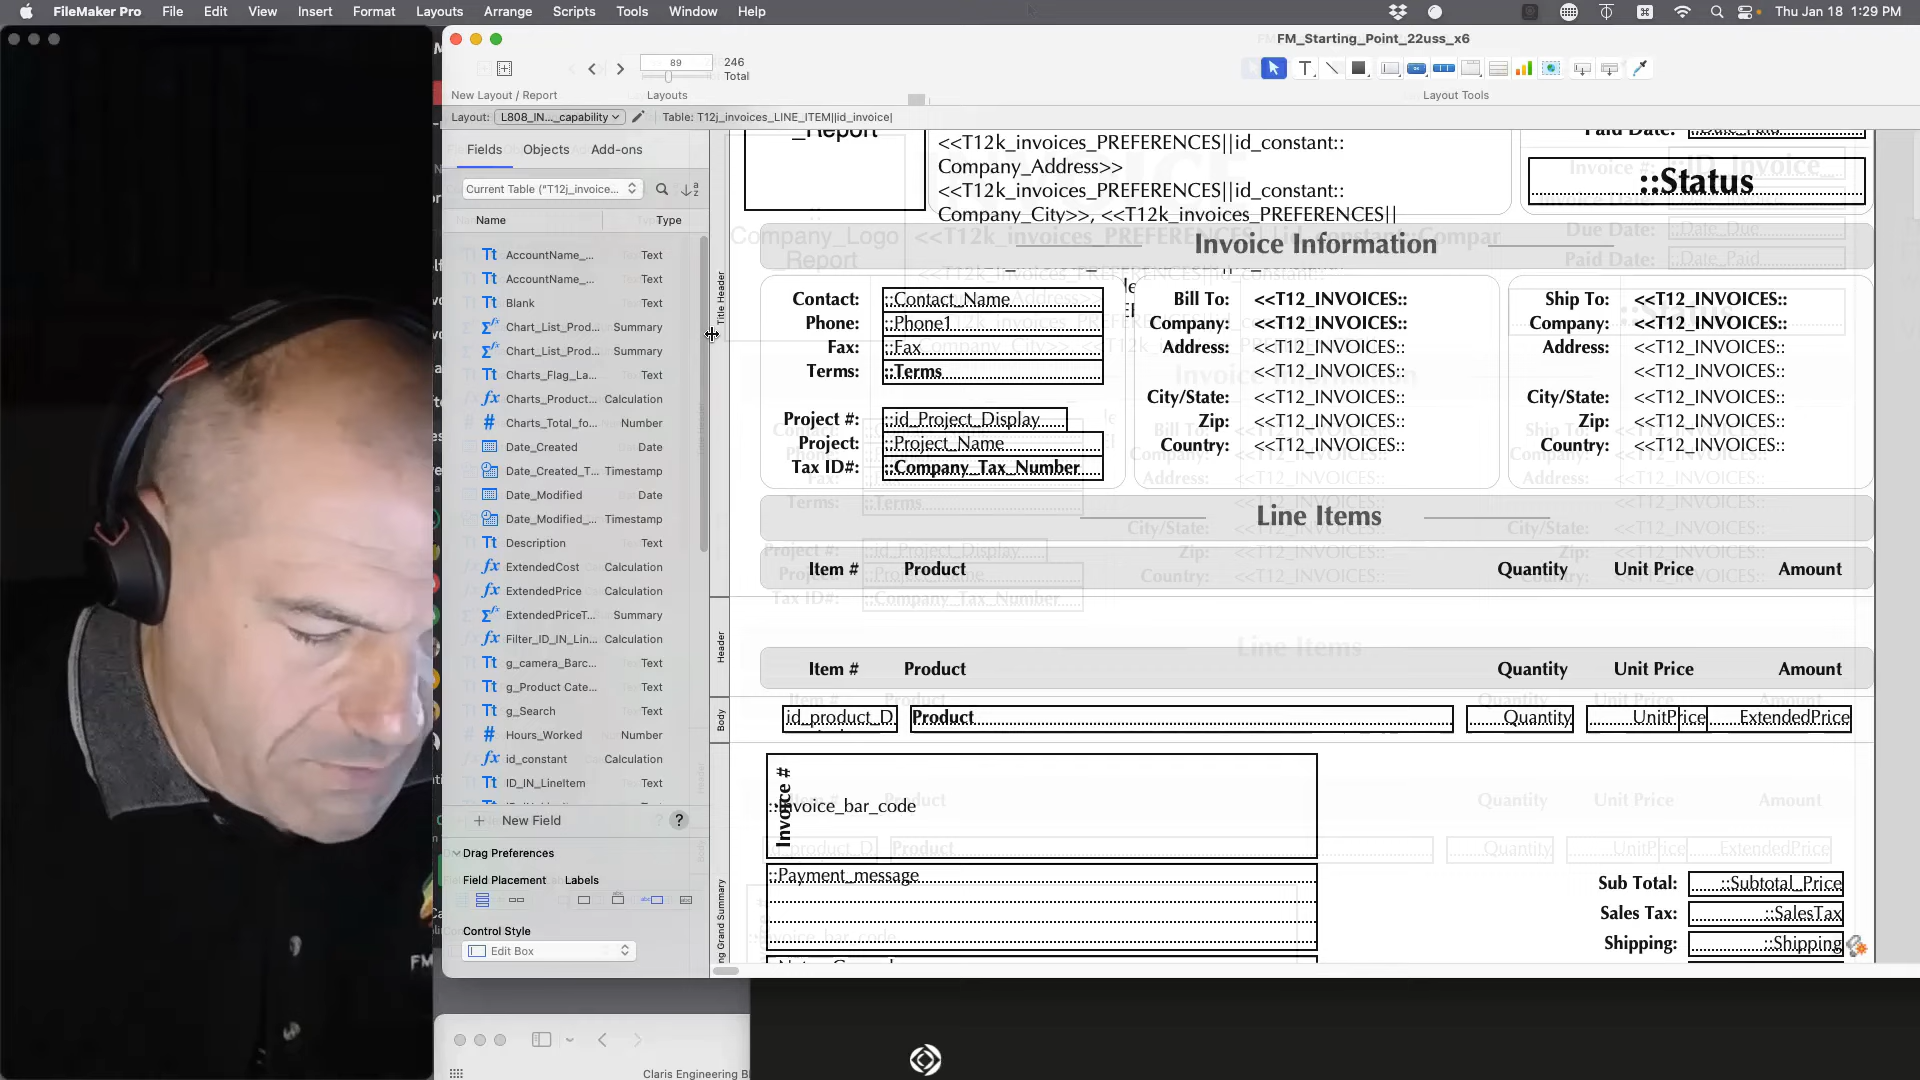 FileMaker Pro File Edit View Insert Format Layouts Arrange Scripts Tools Window Help
Thu Jan 18 1:29 PM
FM_Starting_Point_22uss_x6
89
246
Total
New Layout / Report
Layouts
Layout Tools
Layout: L808_IN..._capability
Table: T12j_invoices_LINE_ITEM||id_invoice|
Fields Objects Add-ons
Current Table ("T12j_invoice...
Name Type
AccountName_... Text
AccountName_... Text
Blank Text
Chart_List_Prod... Summary
Chart_List_Prod... Summary
Charts_Flag_La... Text
Charts_Product... Calculation
Charts_Total_fo... Number
Date_Created Date
Date_Created_T... Timestamp
Date_Modified Date
Date_Modified_... Timestamp
Description Text
ExtendedCost Calculation
ExtendedPrice Calculation
ExtendedPriceT... Summary
Filter_ID_IN_Lin... Calculation
g_camera_Barc... Text
g_Product Cate... Text
g_Search Text
Hours_Worked Number
id_constant Calculation
ID_IN_LineItem Text
New Field
?
Drag Preferences
Field Placement Labels
Control Style
Edit Box
Title Header
Header
Body
ng Grand Summary
_Report
<<T12k_invoices_PREFERENCES||id_constant::
Company_Address>>
<<T12k_invoices_PREFERENCES||id_constant::
Company_City>>, <<T12k_invoices_PREFERENCES||
Paid Date: ::Date_Paid
::Status
Invoice Information
Contact: ::Contact_Name
Phone: ::Phone1
Fax: ::Fax
Terms: ::Terms
Project #: ::id_Project_Display
Project: ::Project_Name
Tax ID#: ::Company_Tax_Number
Bill To: <<T12_INVOICES::
Company: <<T12_INVOICES::
Address: <<T12_INVOICES::
<<T12_INVOICES::
City/State: <<T12_INVOICES::
Zip: <<T12_INVOICES::
Country: <<T12_INVOICES::
Ship To: <<T12_INVOICES::
Company: <<T12_INVOICES::
Address: <<T12_INVOICES::
<<T12_INVOICES::
City/State: <<T12_INVOICES::
Zip: <<T12_INVOICES::
Country: <<T12_INVOICES::
Line Items
Item # Product Quantity Unit Price Amount
Item # Product Quantity Unit Price Amount
id_product_D Product Quantity UnitPrice ExtendedPrice
Invoice #
::Invoice_bar_code
::Payment_message
Sub Total: ::Subtotal_Price
Sales Tax: ::SalesTax
Shipping: ::Shipping
FM
Claris Engineering Bl